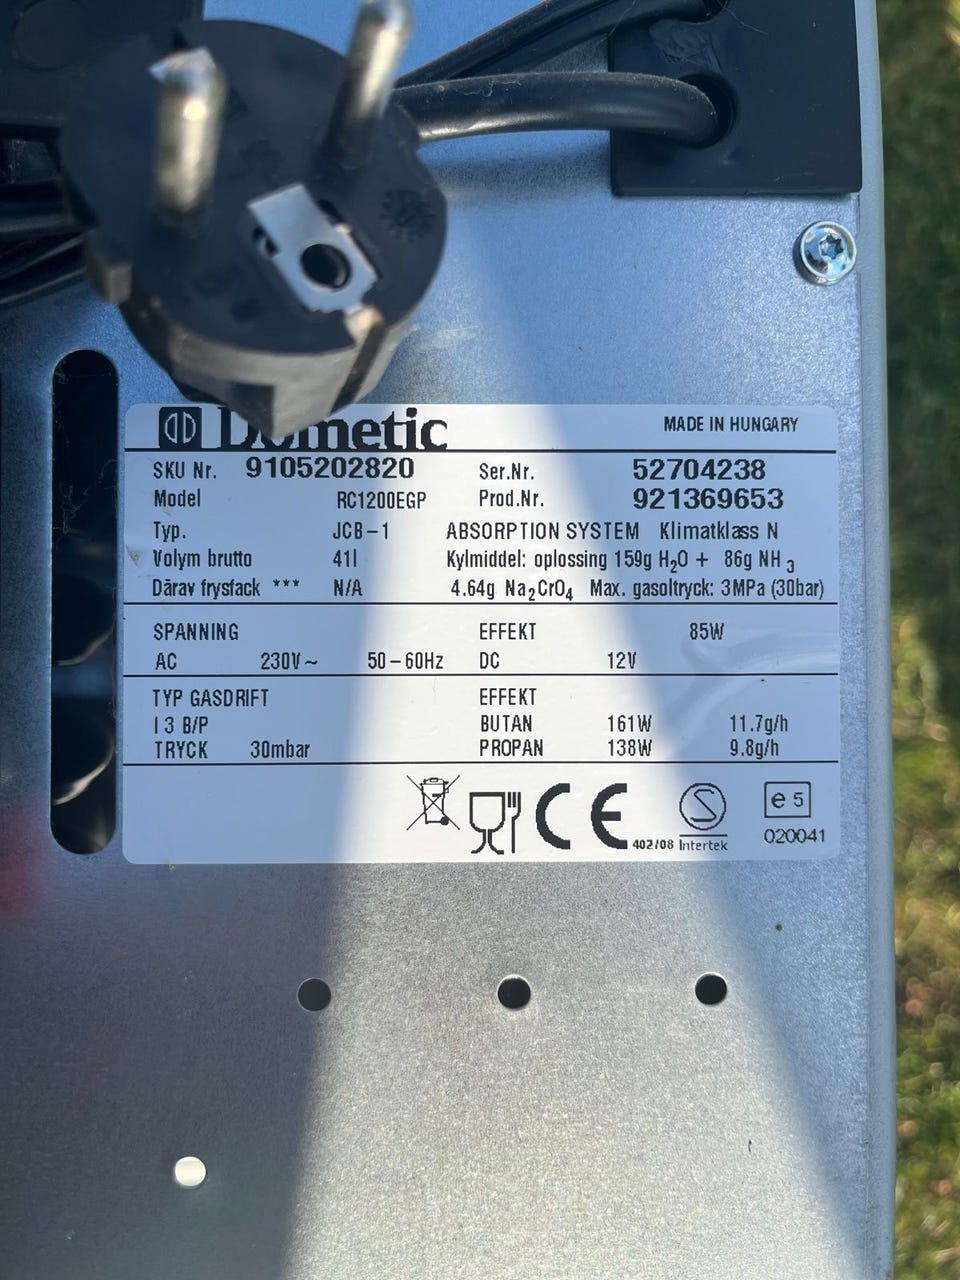 Dometic MADE IN HUNGARY
SKU Nr. 9105202820 Ser.Nr. 52704238
Model RC1200EGP Prod.Nr. 921369653
Typ. JCB-1 ABSORPTION SYSTEM Klimatklass N
Volym brutto 41l Kylmiddel: oplossing 159g H₂O + 86g NH₃
Därav frysfack *** N/A 4.64g Na₂CrO₄ Max. gasoltryck: 3MPa (30bar)
SPANNING EFFEKT 85W
AC 230V~ 50-60Hz DC 12V
TYP GASDRIFT EFFEKT
I 3 B/P BUTAN 161W 11.7g/h
TRYCK 30mbar PROPAN 138W 9.8g/h
CE 402/08 S Intertek e5 020041